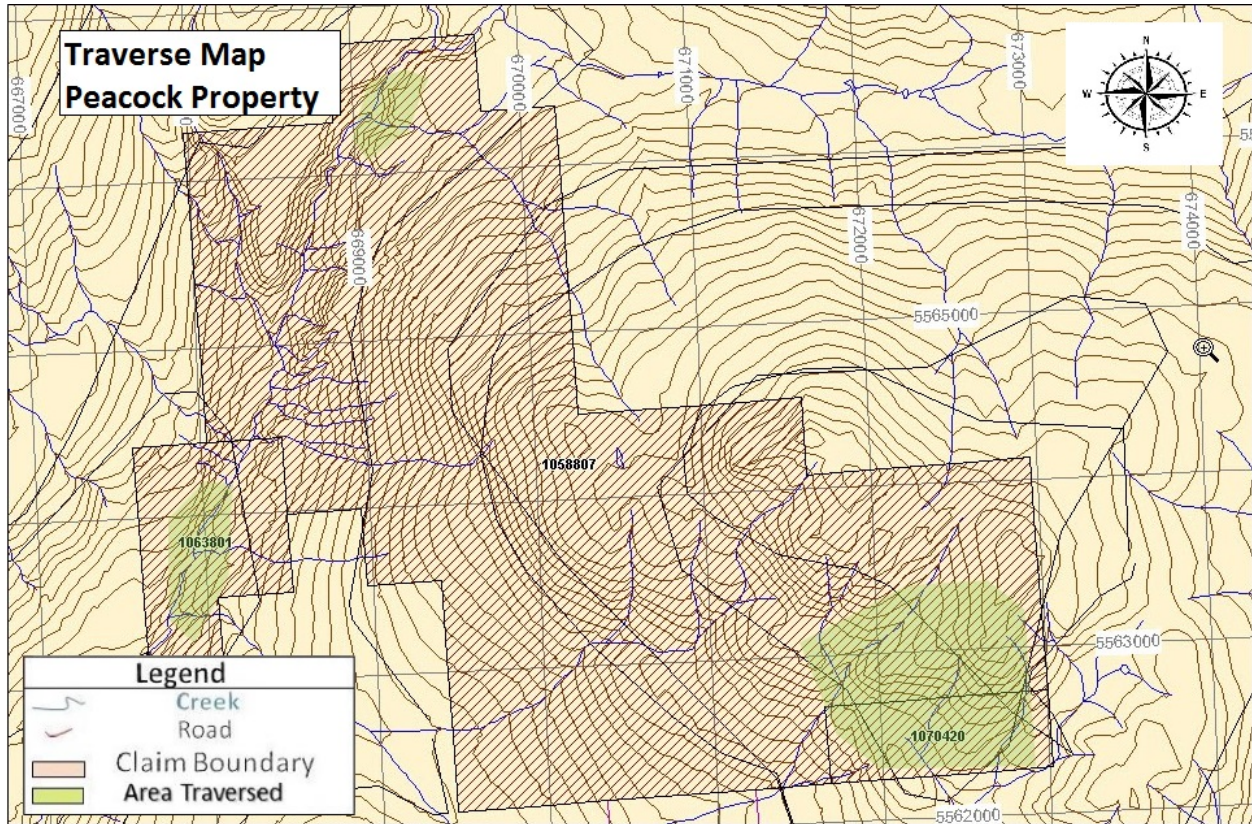 Traverse Map
Peacock Property
667000
670000
671000
673000
N
W
E
S
669000
672000
674000
5565000
1058807
1063801
5563000
1070420
5562000
Legend
Creek
Road
Claim Boundary
Area Traversed